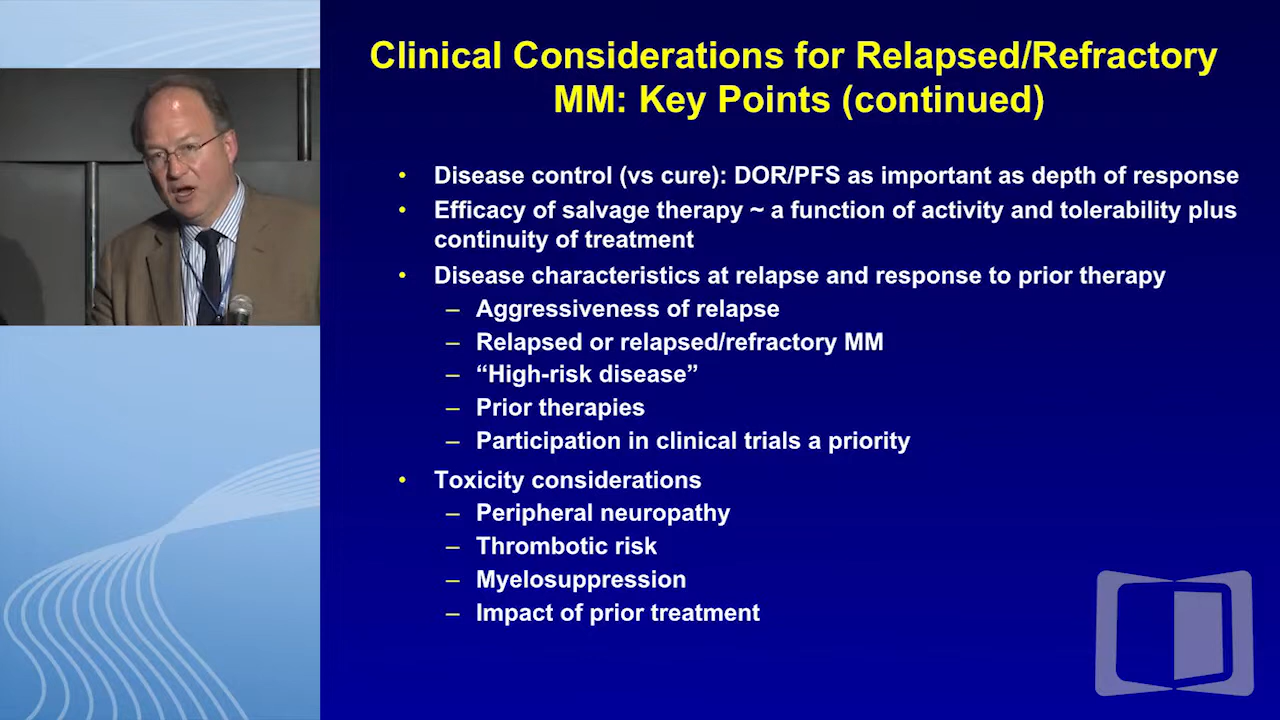 Clinical Considerations for Relapsed/Refractory
MM: Key Points (continued)
• Disease control (vs cure): DOR/PFS as important as depth of response
• Efficacy of salvage therapy ~ a function of activity and tolerability plus
continuity of treatment
• Disease characteristics at relapse and response to prior therapy
– Aggressiveness of relapse
– Relapsed or relapsed/refractory MM
– “High-risk disease”
– Prior therapies
– Participation in clinical trials a priority
• Toxicity considerations
– Peripheral neuropathy
– Thrombotic risk
– Myelosuppression
– Impact of prior treatment